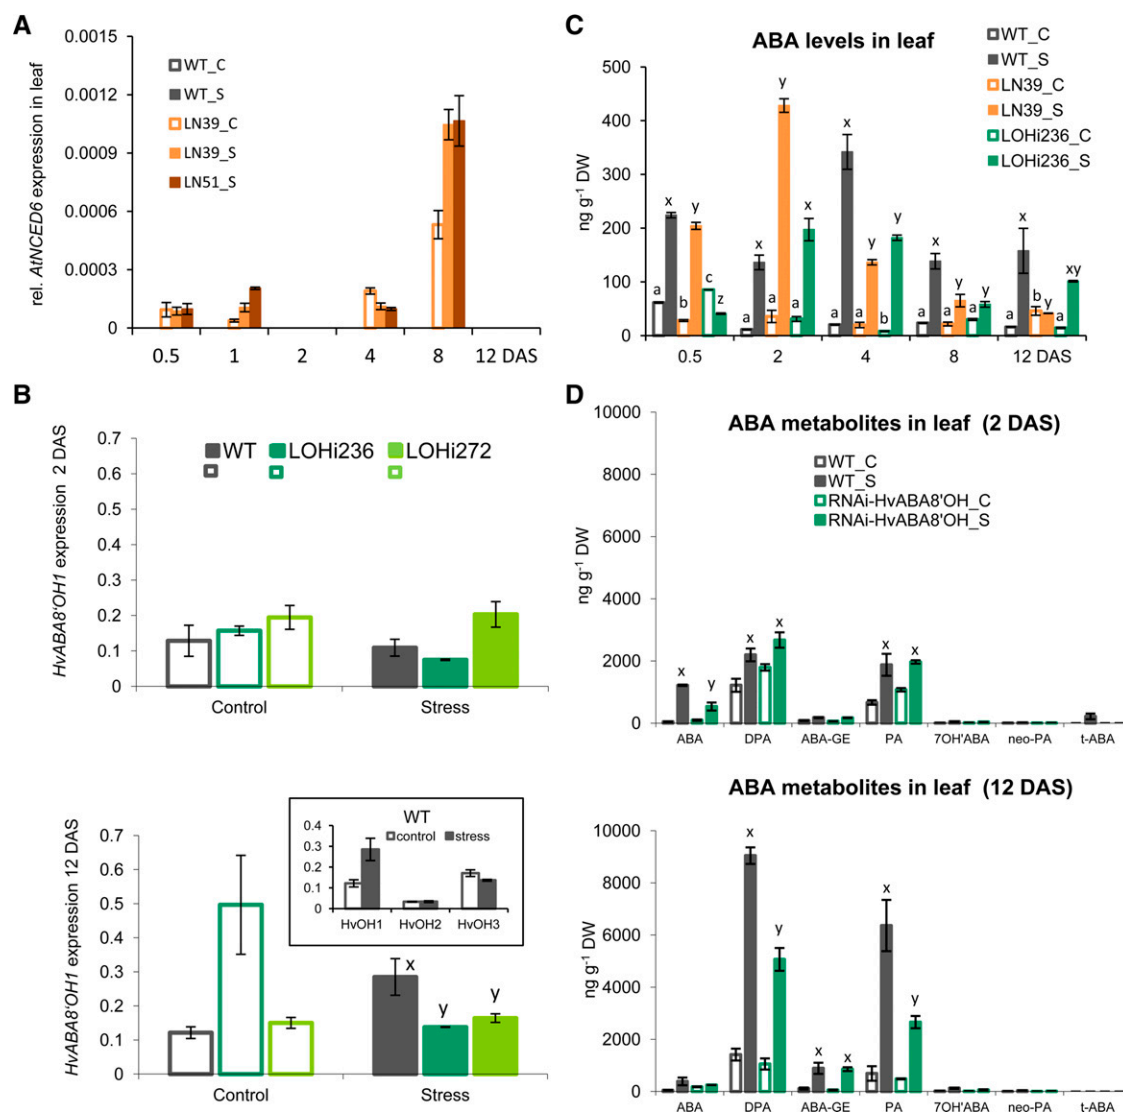 A
rel. AtNCED6 expression in leaf
0.0015
0.0012
0.0009
0.0006
0.0003
0
WT_C
WT_S
LN39_C
LN39_S
LN51_S
0.5 1 2 4 8 12 DAS
C
ABA levels in leaf
WT_C
WT_S
LN39_C
LN39_S
LOHi236_C
LOHi236_S
ng g-1 DW
500
400
300
200
100
0
a x b y c z
a x a y a x
a x a y b y
a x a y a y
a x b y a xy
0.5 2 4 8 12 DAS
B
HvABA8'OH1 expression 2 DAS
0.7
0.6
0.5
0.4
0.3
0.2
0.1
0
WT LOHi236 LOHi272
Control Stress
HvABA8'OH1 expression 12 DAS
0.7
0.6
0.5
0.4
0.3
0.2
0.1
0
x y y
Control Stress
WT
control stress
0.4
0.3
0.2
0.1
0
HvOH1 HvOH2 HvOH3
D
ABA metabolites in leaf (2 DAS)
WT_C
WT_S
RNAi-HvABA8'OH_C
RNAi-HvABA8'OH_S
ng g-1 DW
10000
8000
6000
4000
2000
0
x y x x x x
ABA DPA ABA-GE PA 7OH'ABA neo-PA t-ABA
ABA metabolites in leaf (12 DAS)
ng g-1 DW
10000
8000
6000
4000
2000
0
x y x x x y
ABA DPA ABA-GE PA 7OH'ABA neo-PA t-ABA